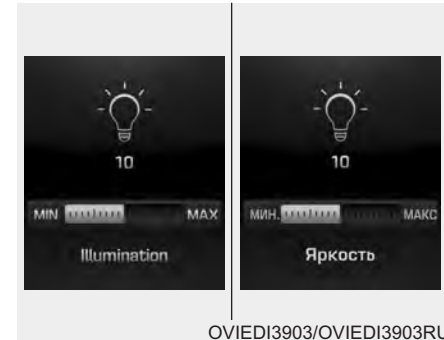 10
MIN MAX
Illumination
10
МИН. МАКС
Яркость
OVIEDI3903/OVIEDI3903RU